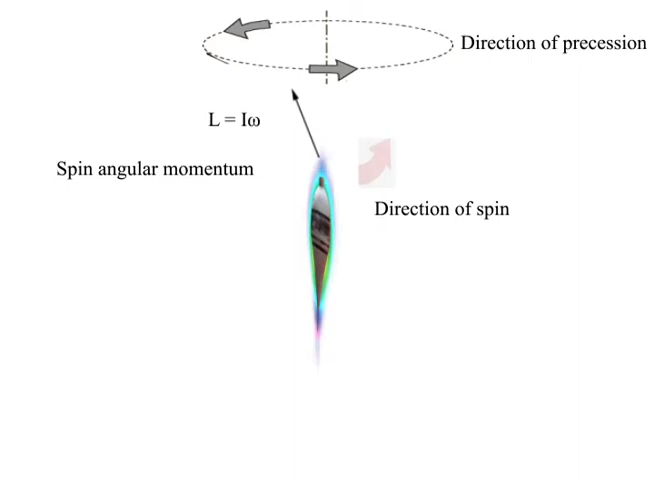 Direction of precession
L = Iω
Spin angular momentum
Direction of spin